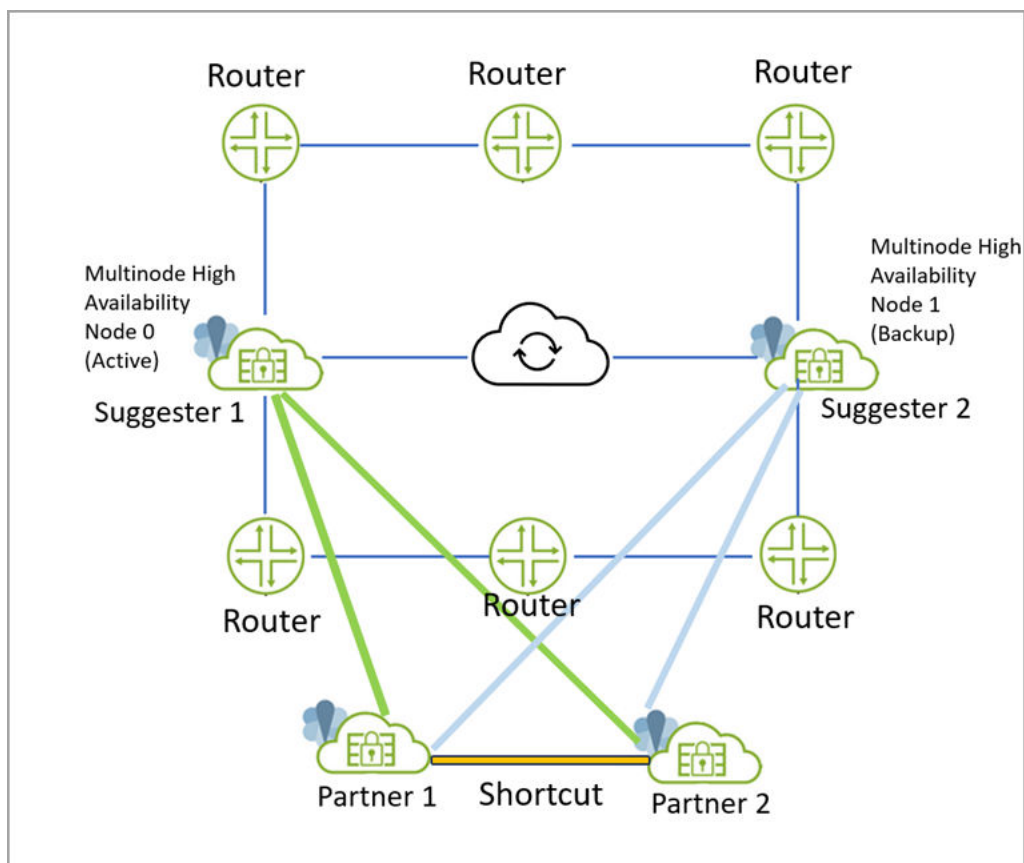 Router
Router
Router
Multinode High
Availability
Node 0
(Active)
Multinode High
Availability
Node 1
(Backup)
Suggester 1
Suggester 2
Router
Router
Router
Partner 1
Shortcut
Partner 2